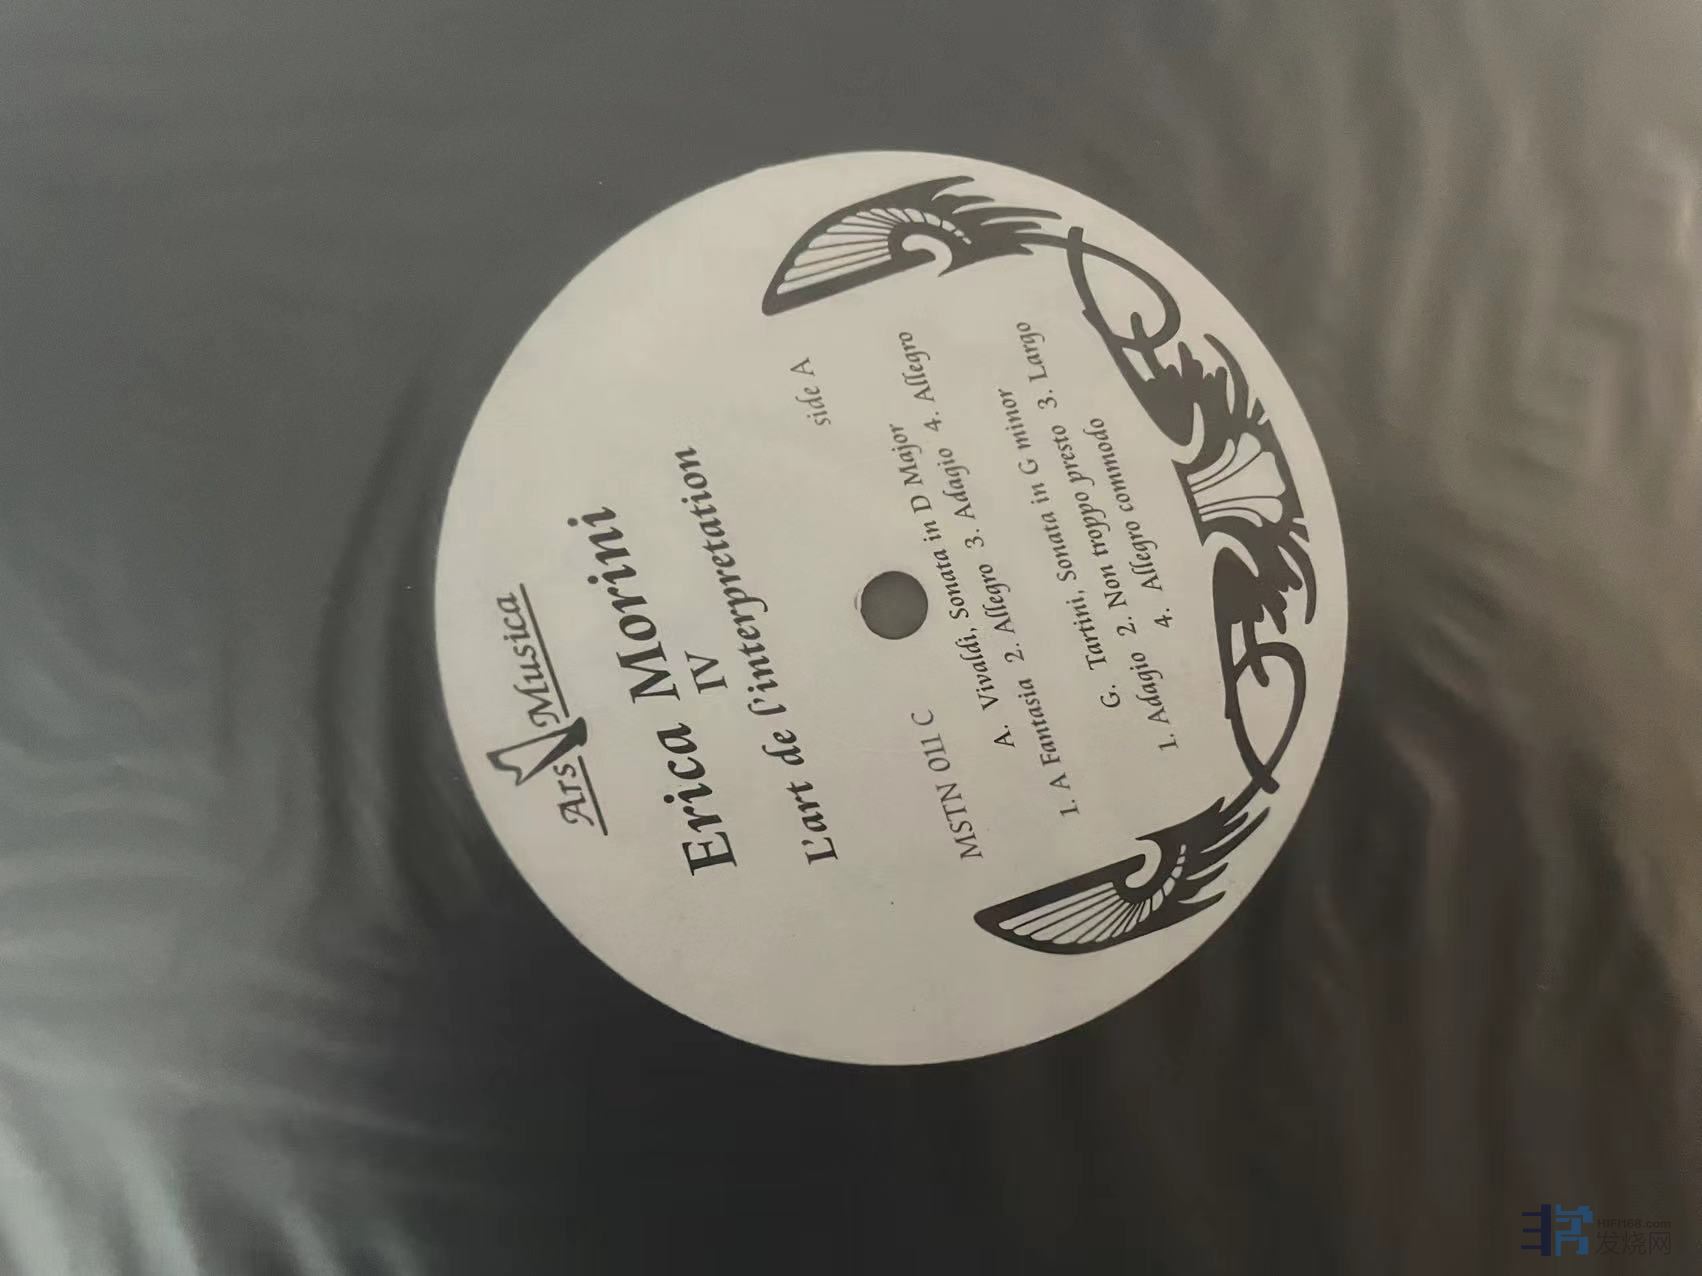 Ars Musica
Erica Morini
IV
L'art de l'interpretation
side A
MSTN 011 C
A. Vivaldi, Sonata in D Major
1. A Fantasia 2. Allegro 3. Adagio 4. Allegro
G. Tartini, Sonata in G minor
1. Adagio 2. Non troppo presto 3. Largo
4. Allegro commodo
HIFI168.com
发烧网